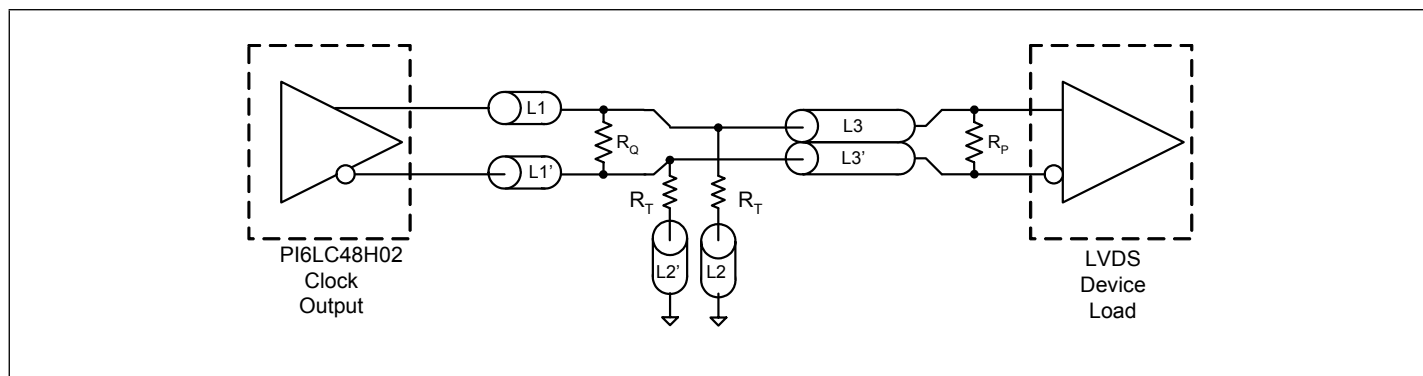 L1
L1'
R_Q
L3
L3'
R_P
R_T
R_T
L2'
L2
PI6LC48H02
Clock
Output
LVDS
Device
Load